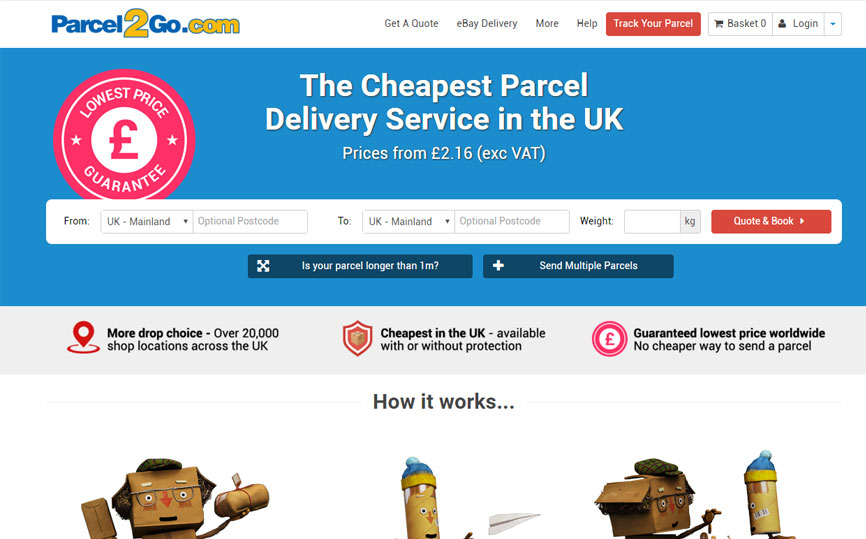 Parcel2Go.com
Get A Quote
eBay Delivery
More
Help
Track Your Parcel
Basket 0
Login
LOWEST PRICE
£
GUARANTEE
The Cheapest Parcel
Delivery Service in the UK
Prices from £2.16 (exc VAT)
From:
UK - Mainland
Optional Postcode
To:
UK - Mainland
Optional Postcode
Weight:
kg
Quote & Book
Is your parcel longer than 1m?
Send Multiple Parcels
More drop choice - Over 20,000
shop locations across the UK
Cheapest in the UK - available
with or without protection
£
Guaranteed lowest price worldwide
No cheaper way to send a parcel
How it works...